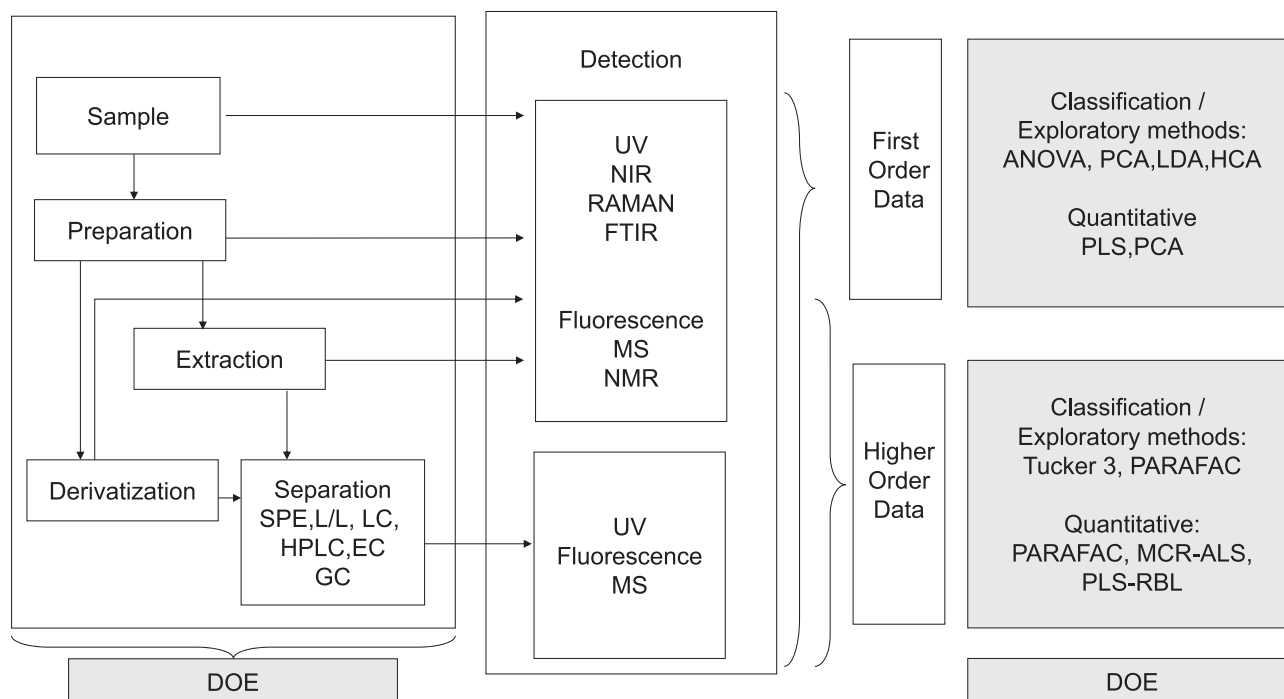 Sample
Preparation
Extraction
Derivatization
Separation
SPE,L/L, LC,
HPLC,EC
GC
DOE
Detection
UV
NIR
RAMAN
FTIR
Fluorescence
MS
NMR
UV
Fluorescence
MS
First
Order
Data
Higher
Order
Data
Classification /
Exploratory methods:
ANOVA, PCA,LDA,HCA
Quantitative
PLS,PCA
Classification /
Exploratory methods:
Tucker 3, PARAFAC
Quantitative:
PARAFAC, MCR-ALS,
PLS-RBL
DOE